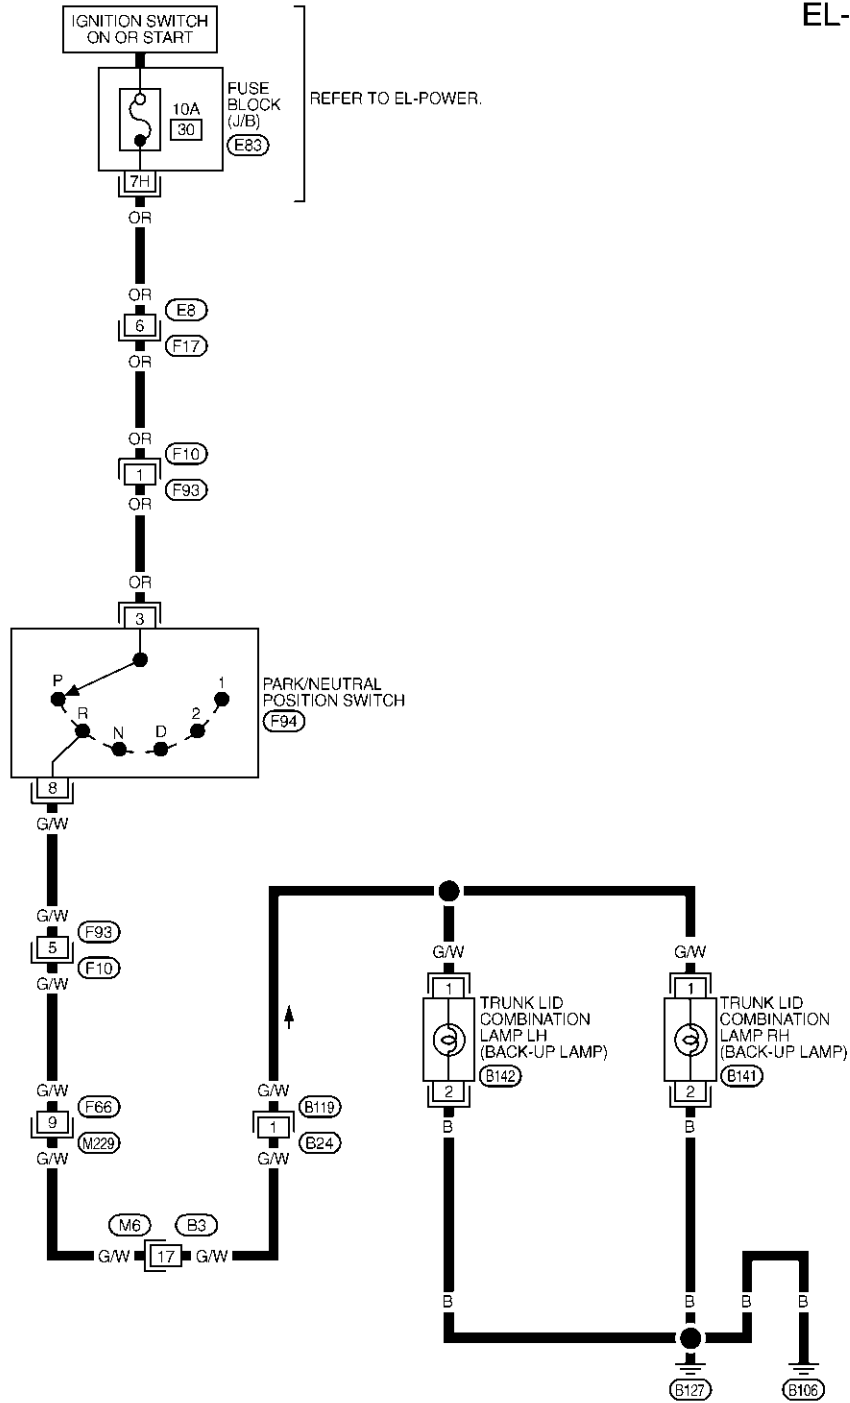 EL-
IGNITION SWITCH
ON OR START
FUSE
BLOCK
(J/B)
E83
10A
30
REFER TO EL-POWER.
7H
OR
OR
E8
6
F17
OR
OR
F10
1
F93
OR
OR
3
P
R
N
D
2
1
PARK/NEUTRAL
POSITION SWITCH
F94
8
G/W
G/W
F93
5
F10
G/W
G/W
F66
9
M229
G/W
M6
B3
G/W
17
G/W
G/W
B119
1
B24
G/W
G/W
1
TRUNK LID
COMBINATION
LAMP LH
(BACK-UP LAMP)
B142
2
B
G/W
1
TRUNK LID
COMBINATION
LAMP RH
(BACK-UP LAMP)
B141
2
B
B
B
B
B
B127
B106